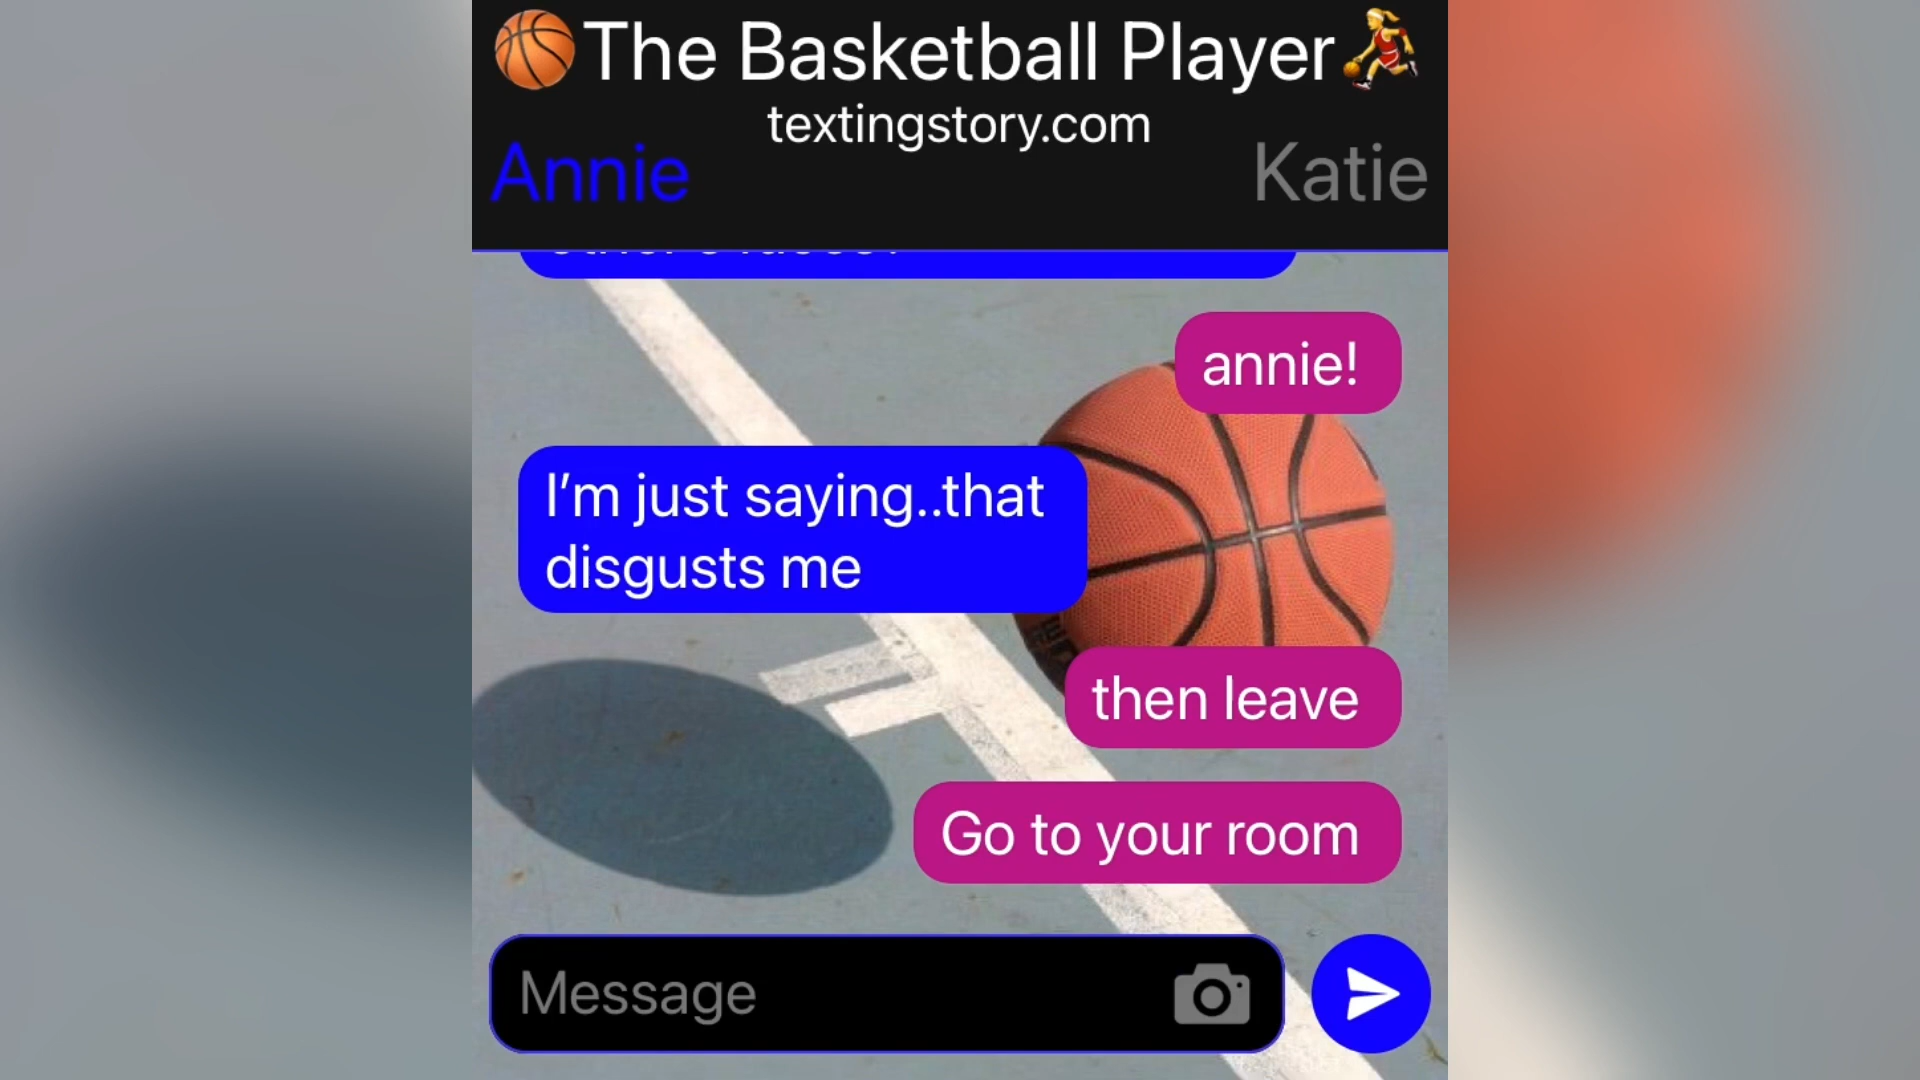 🏀The Basketball Player⛹️‍♀️
textingstory.com
Annie
Katie
annie!
I'm just saying..that
disgusts me
then leave
Go to your room
Message